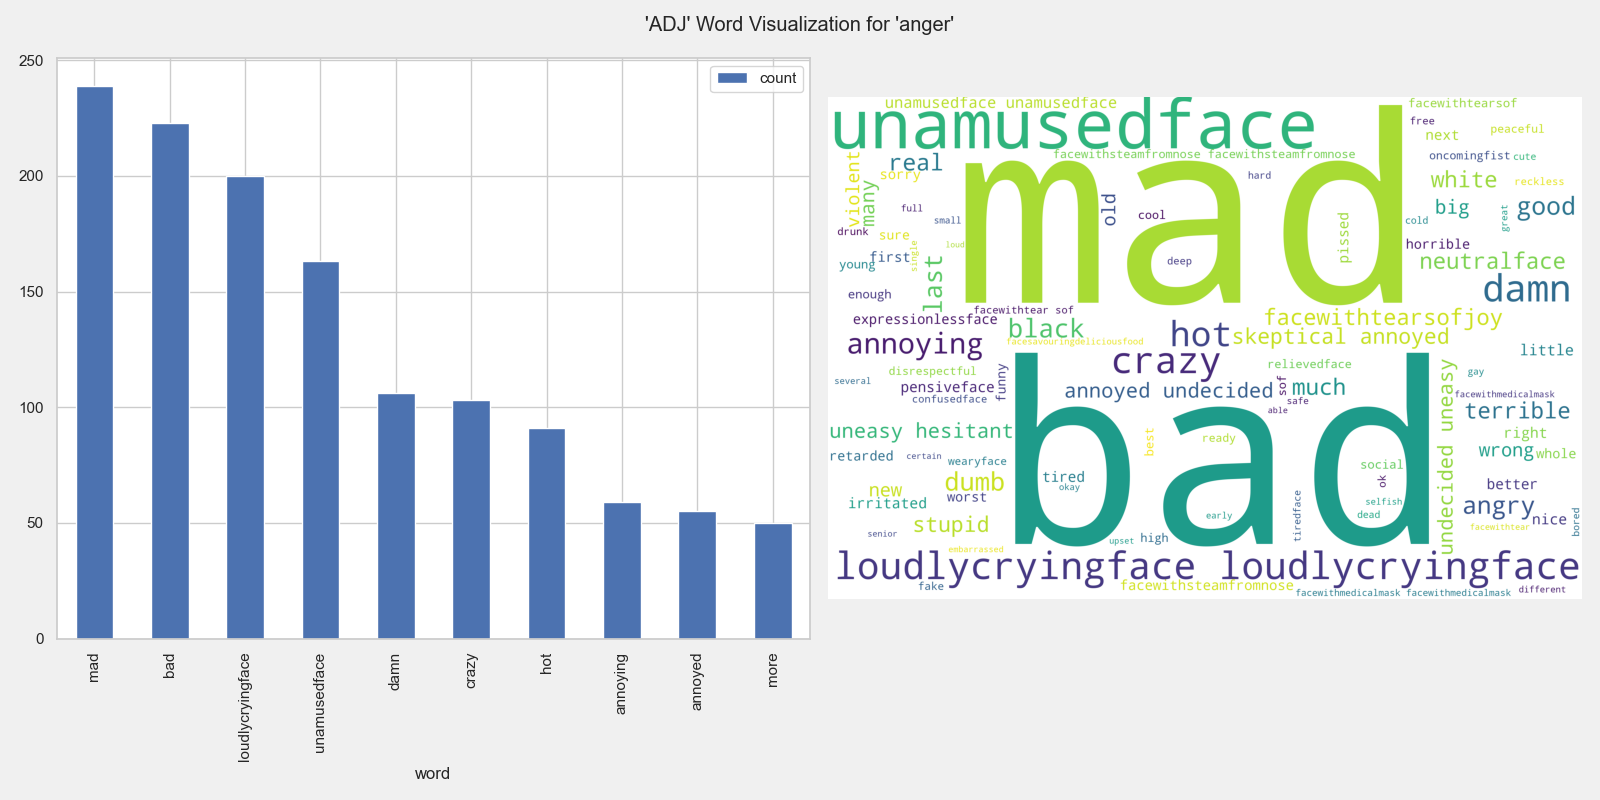 'ADJ' Word Visualization for 'anger'
250
200
150
100
50
0
count
mad
bad
loudlycryingface
unamusedface
damn
crazy
hot
annoying
annoyed
more
word
unamusedface unamusedface
facewithtearsof
unamusedface
free
next
peaceful
real
facewithsteamfromnose facewithsteamfromnose
oncomingfist
cute
violent
many
sorry
hard
white
reckless
mad
old
full
small
cool
pissed
cold
big
great
good
drunk
sure
loud
single
first
young
last
deep
horrible
neutralface
enough
damn
facewithtear sof
expressionlessface
black
hot
facewithtearsofjoy
skeptical annoyed
annoying
facesavouringdeliciousfood
crazy
little
disrespectful
relievedface
gay
several
pensiveface
funny
annoyed undecided
sof
much
confusedface
safe
able
facewithmedicalmask
terrible
uneasy hesitant
bad
best
ready
undecided uneasy
right
retarded
certain
wearyface
wrong
whole
tired
okay
social
ok
dumb
new
worst
better
irritated
selfish
angry
tiredface
early
dead
nice
bored
stupid
facewithtear
senior
upset
high
embarrassed
loudlycryingface loudlycryingface
fake
facewithsteamfromnose
facewithmedicalmask facewithmedicalmask
different